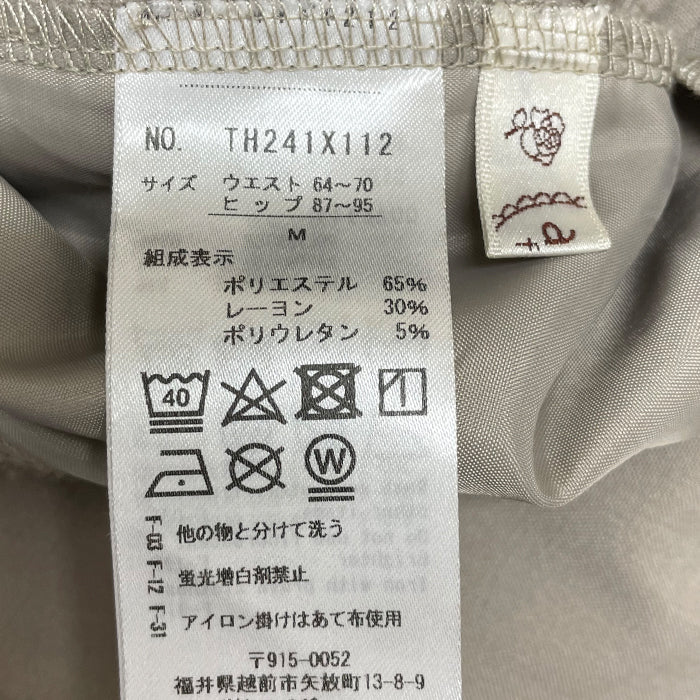 NO. TH241X112
サイズ ウエスト 64～70
ヒップ 87～95
M
組成表示
ポリエステル 65%
レーヨン 30%
ポリウレタン 5%
40
W
F-03 F-12 F-31
他の物と分けて洗う
蛍光増白剤禁止
アイロン掛けはあて布使用
〒915-0052
福井県越前市矢放町13-8-9